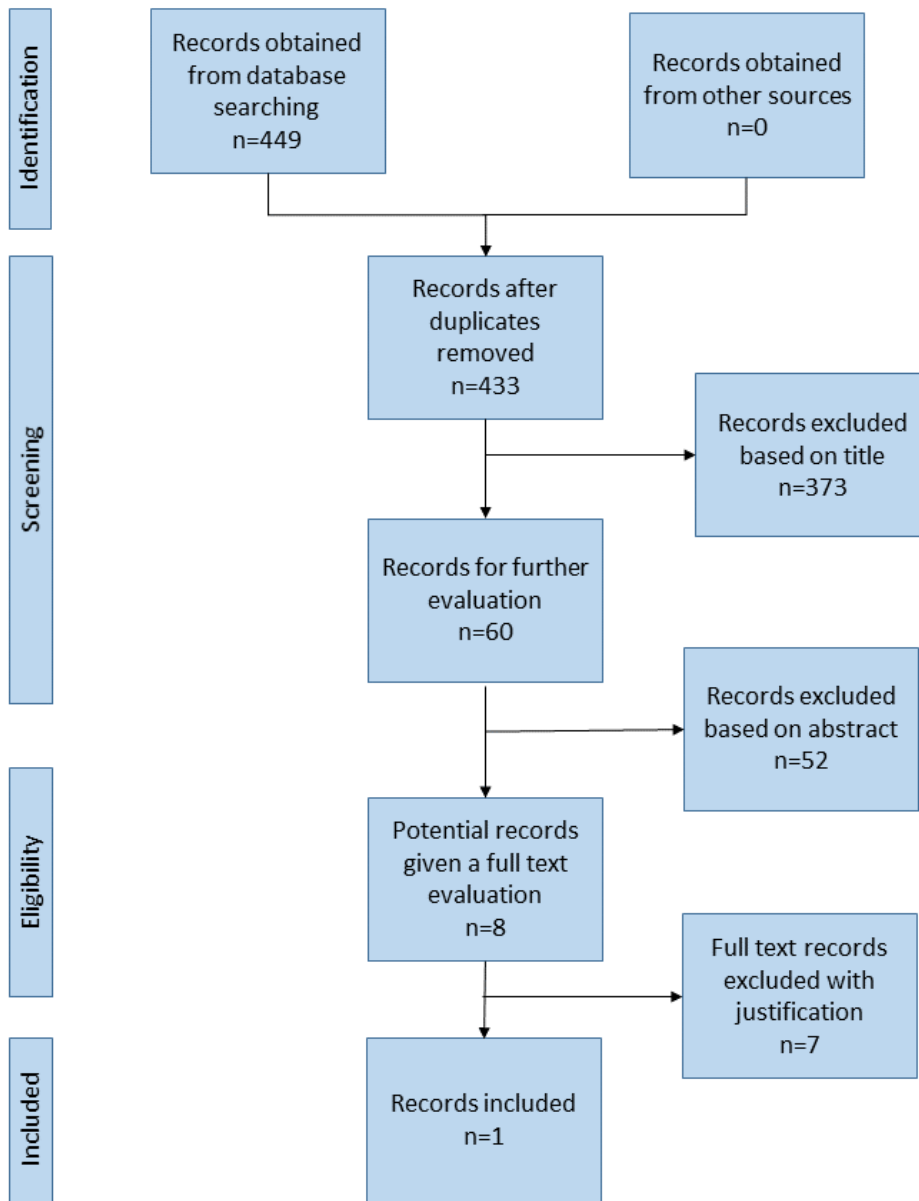 Identification
Records obtained
from database
searching
n=449
Records obtained
from other sources
n=0
Screening
Records after
duplicates
removed
n=433
Records excluded
based on title
n=373
Records for further
evaluation
n=60
Records excluded
based on abstract
n=52
Eligibility
Potential records
given a full text
evaluation
n=8
Full text records
excluded with
justification
n=7
Included
Records included
n=1